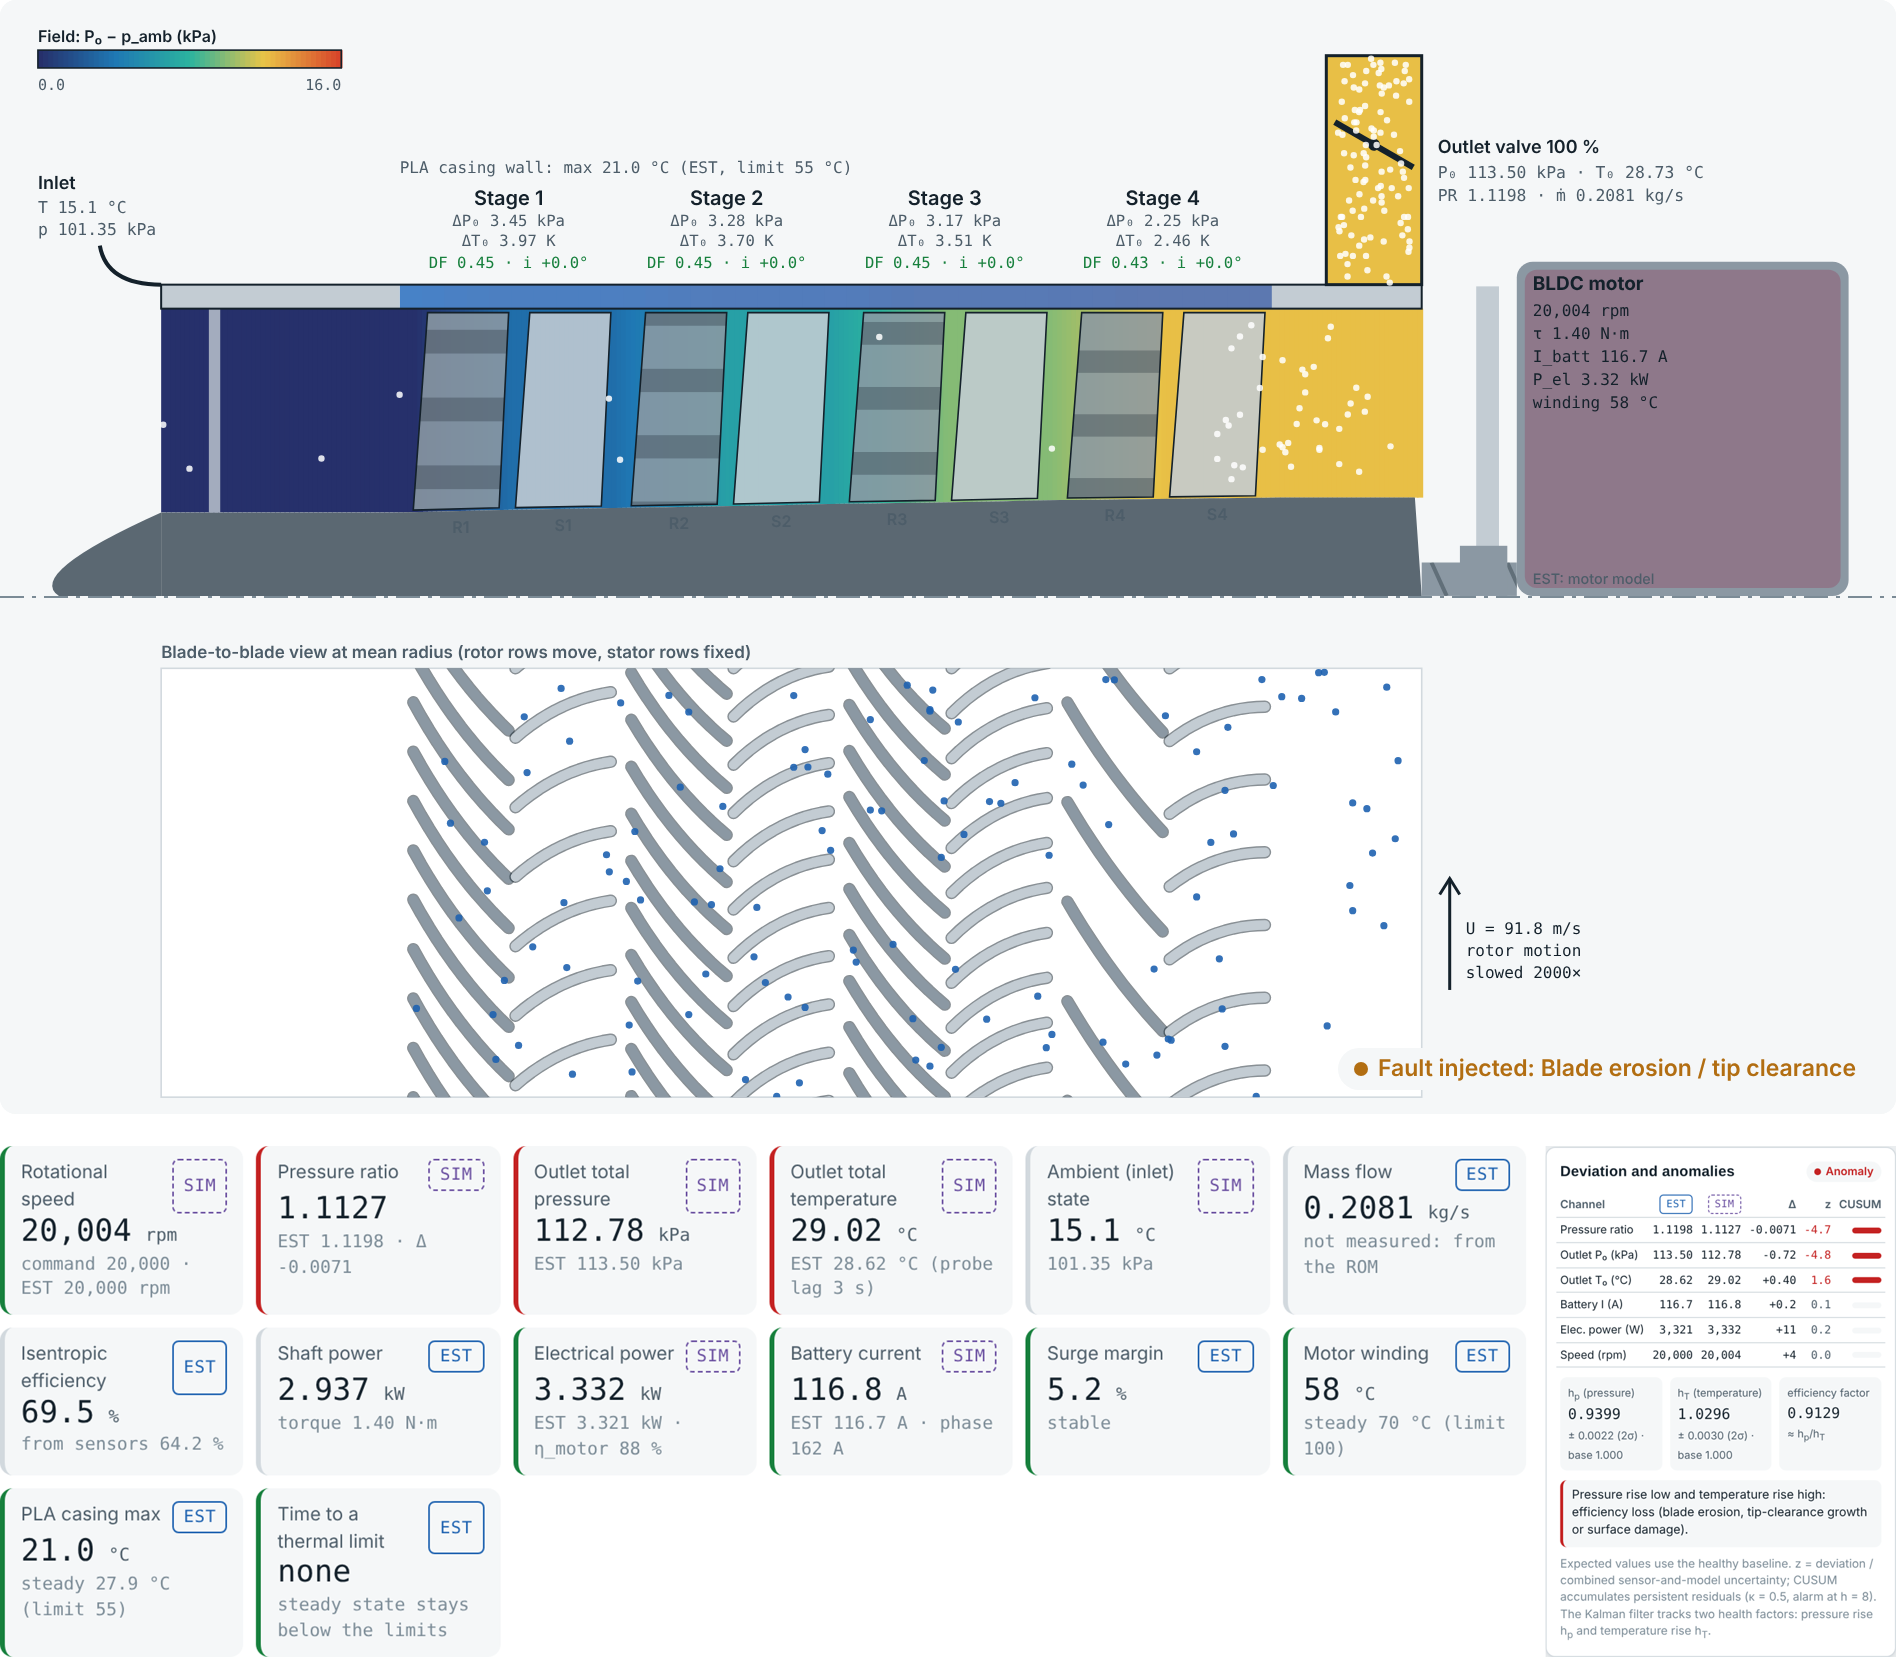 Field: P₀ − p_amb (kPa)
0.0 16.0
Inlet
T 15.1 °C
p 101.35 kPa
PLA casing wall: max 21.0 °C (EST, limit 55 °C)
Stage 1
ΔP₀ 3.45 kPa
ΔT₀ 3.97 K
DF 0.45 · i +0.0°
Stage 2
ΔP₀ 3.28 kPa
ΔT₀ 3.70 K
DF 0.45 · i +0.0°
Stage 3
ΔP₀ 3.17 kPa
ΔT₀ 3.51 K
DF 0.45 · i +0.0°
Stage 4
ΔP₀ 2.25 kPa
ΔT₀ 2.46 K
DF 0.43 · i +0.0°
Outlet valve 100 %
P₀ 113.50 kPa · T₀ 28.73 °C
PR 1.1198 · ṁ 0.2081 kg/s
BLDC motor
20,004 rpm
τ 1.40 N·m
I_batt 116.7 A
P_el 3.32 kW
winding 58 °C
EST: motor model
R1 S1 R2 S2 R3 S3 R4 S4
Blade-to-blade view at mean radius (rotor rows move, stator rows fixed)
U = 91.8 m/s
rotor motion
slowed 2000×
Fault injected: Blade erosion / tip clearance
Rotational speed
SIM
20,004 rpm
command 20,000 ·
EST 20,000 rpm
Pressure ratio
SIM
1.1127
EST 1.1198 · Δ
-0.0071
Outlet total pressure
SIM
112.78 kPa
EST 113.50 kPa
Outlet total temperature
SIM
29.02 °C
EST 28.62 °C (probe
lag 3 s)
Ambient (inlet) state
SIM
15.1 °C
101.35 kPa
Mass flow
EST
0.2081 kg/s
not measured: from
the ROM
Isentropic efficiency
EST
69.5 %
from sensors 64.2 %
Shaft power
EST
2.937 kW
torque 1.40 N·m
Electrical power
SIM
3.332 kW
EST 3.321 kW ·
η_motor 88 %
Battery current
SIM
116.8 A
EST 116.7 A · phase
162 A
Surge margin
EST
5.2 %
stable
Motor winding
EST
58 °C
steady 70 °C (limit
100)
PLA casing max
EST
21.0 °C
steady 27.9 °C
(limit 55)
Time to a thermal limit
EST
none
steady state stays
below the limits
Deviation and anomalies
Anomaly
Channel EST SIM Δ z CUSUM
Pressure ratio 1.1198 1.1127 -0.0071 -4.7
Outlet P₀ (kPa) 113.50 112.78 -0.72 -4.8
Outlet T₀ (°C) 28.62 29.02 +0.40 1.6
Battery I (A) 116.7 116.8 +0.2 0.1
Elec. power (W) 3,321 3,332 +11 0.2
Speed (rpm) 20,000 20,004 +4 0.0
hp (pressure)
0.9399
± 0.0022 (2σ) ·
base 1.000
hT (temperature)
1.0296
± 0.0030 (2σ) ·
base 1.000
efficiency factor
0.9129
≈ hp/hT
Pressure rise low and temperature rise high:
efficiency loss (blade erosion, tip-clearance growth
or surface damage).
Expected values use the healthy baseline. z = deviation /
combined sensor-and-model uncertainty; CUSUM
accumulates persistent residuals (κ = 0.5, alarm at h = 8).
The Kalman filter tracks two health factors: pressure rise
hp and temperature rise hT.